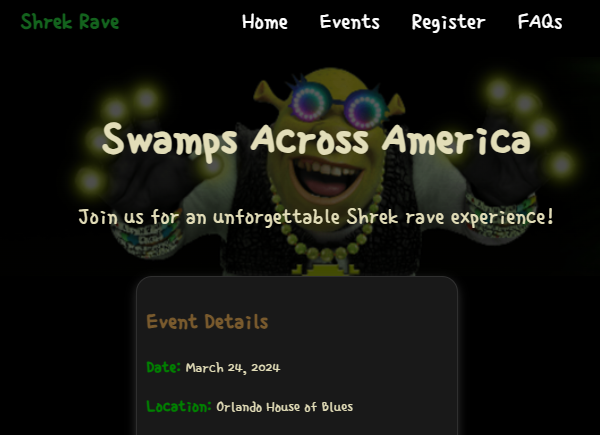 Shrek Rave
Home Events Register FAQs
Swamps Across America
Join us for an unforgettable Shrek rave experience!
Event Details
Date: March 24, 2024
Location: Orlando House of Blues